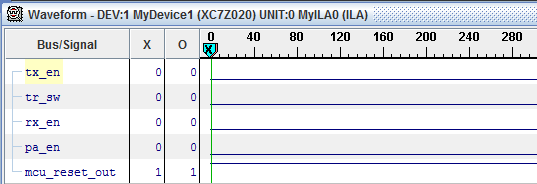 Waveform - DEV:1 MyDevice1 (XC7Z020) UNIT:0 MyILA0 (ILA)
Bus/Signal X O 0 40 80 120 160 200 240 280
X
tx_en 0 0
tr_sw 0 0
rx_en 0 0
pa_en 0 0
mcu_reset_out 1 1